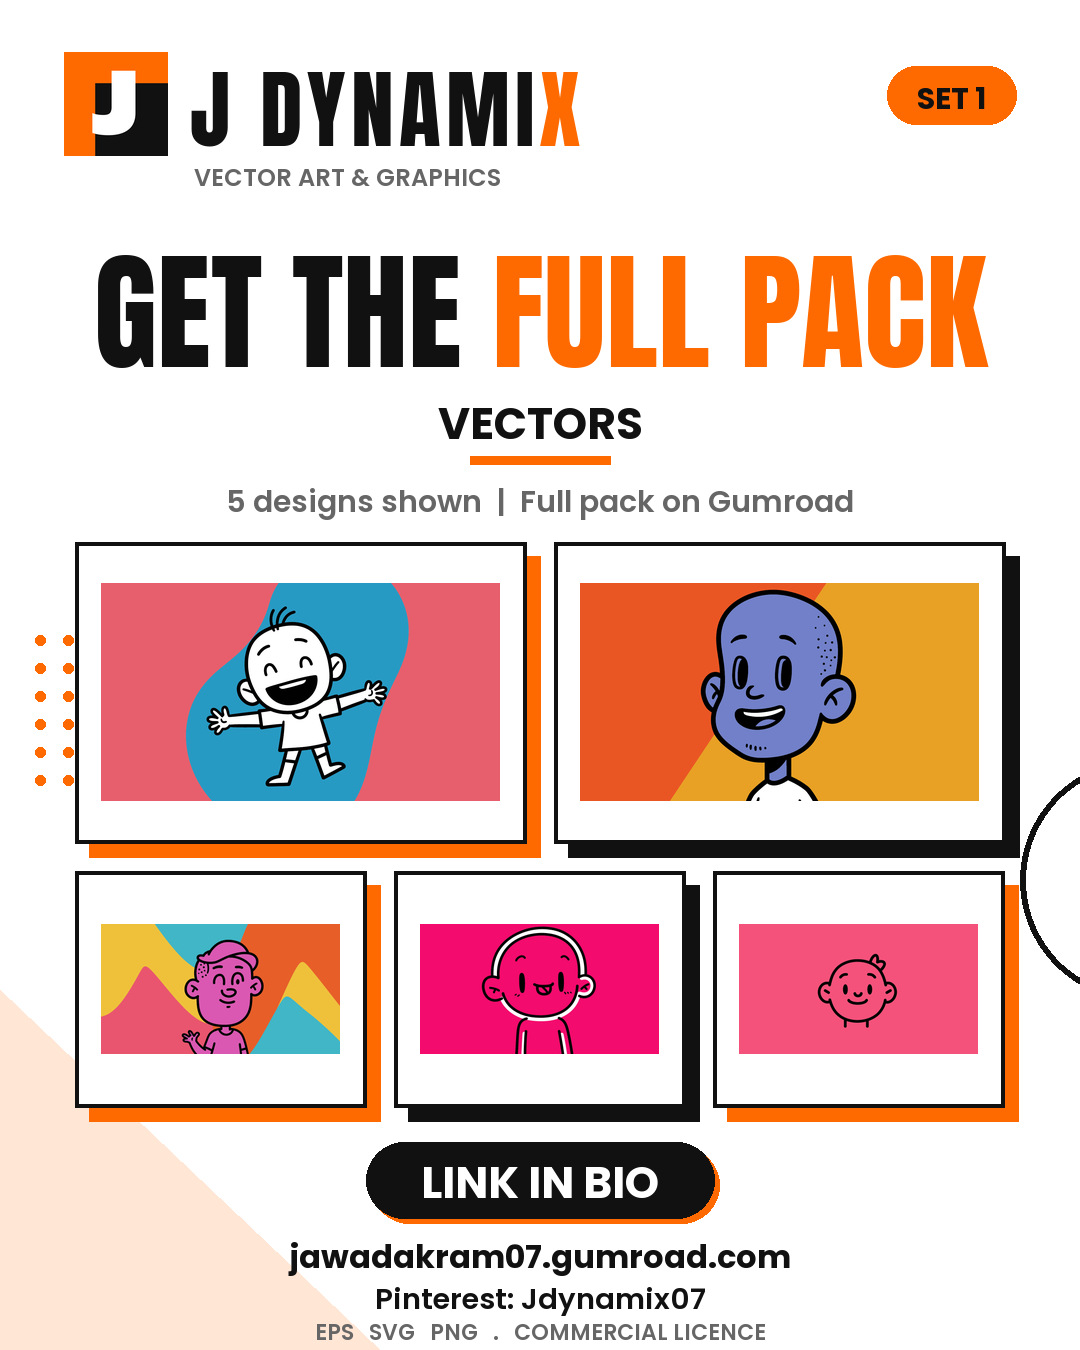 J
J DYNAMIX
VECTOR ART & GRAPHICS
SET 1
GET THE FULL PACK
VECTORS
5 designs shown | Full pack on Gumroad
LINK IN BIO
jawadakram07.gumroad.com
Pinterest: Jdynamix07
EPS SVG PNG . COMMERCIAL LICENCE